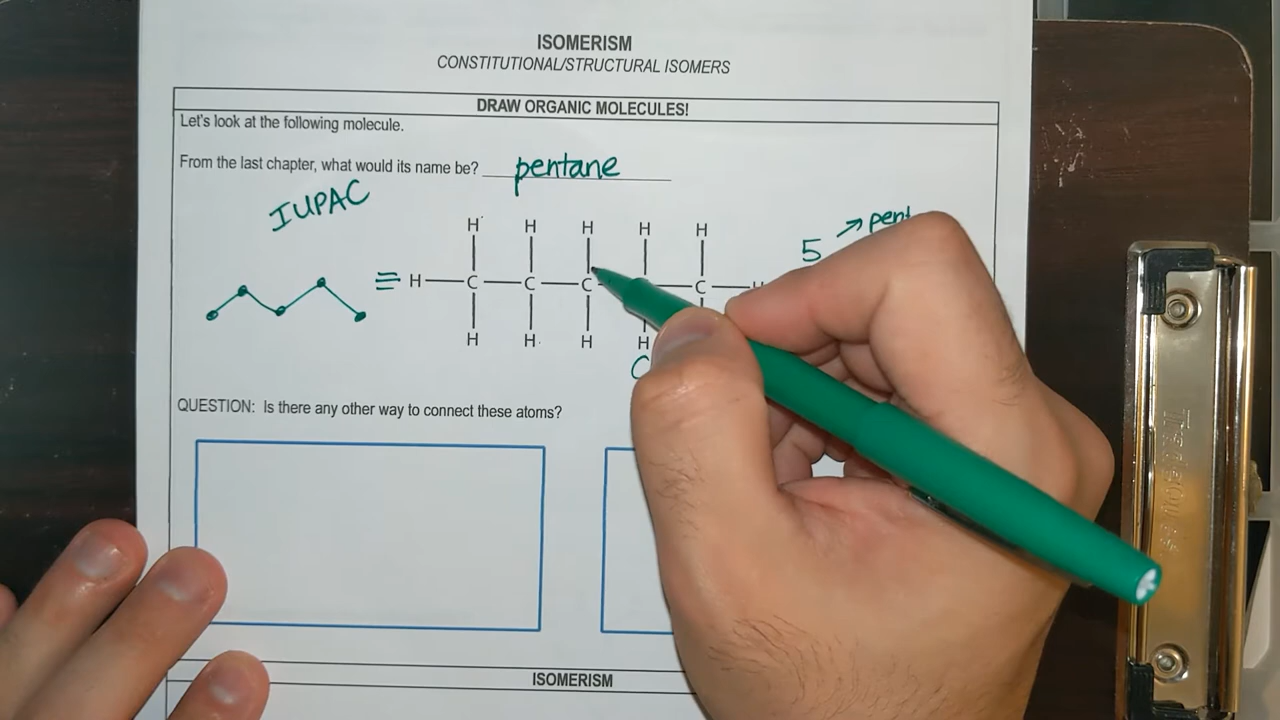 ISOMERISM
CONSTITUTIONAL/STRUCTURAL ISOMERS
DRAW ORGANIC MOLECULES!
Let's look at the following molecule.
From the last chapter, what would its name be? pentane
IUPAC
5 → pent
H H H H H
≡ H C C C C H
H H H H
C
QUESTION: Is there any other way to connect these atoms?
ISOMERISM